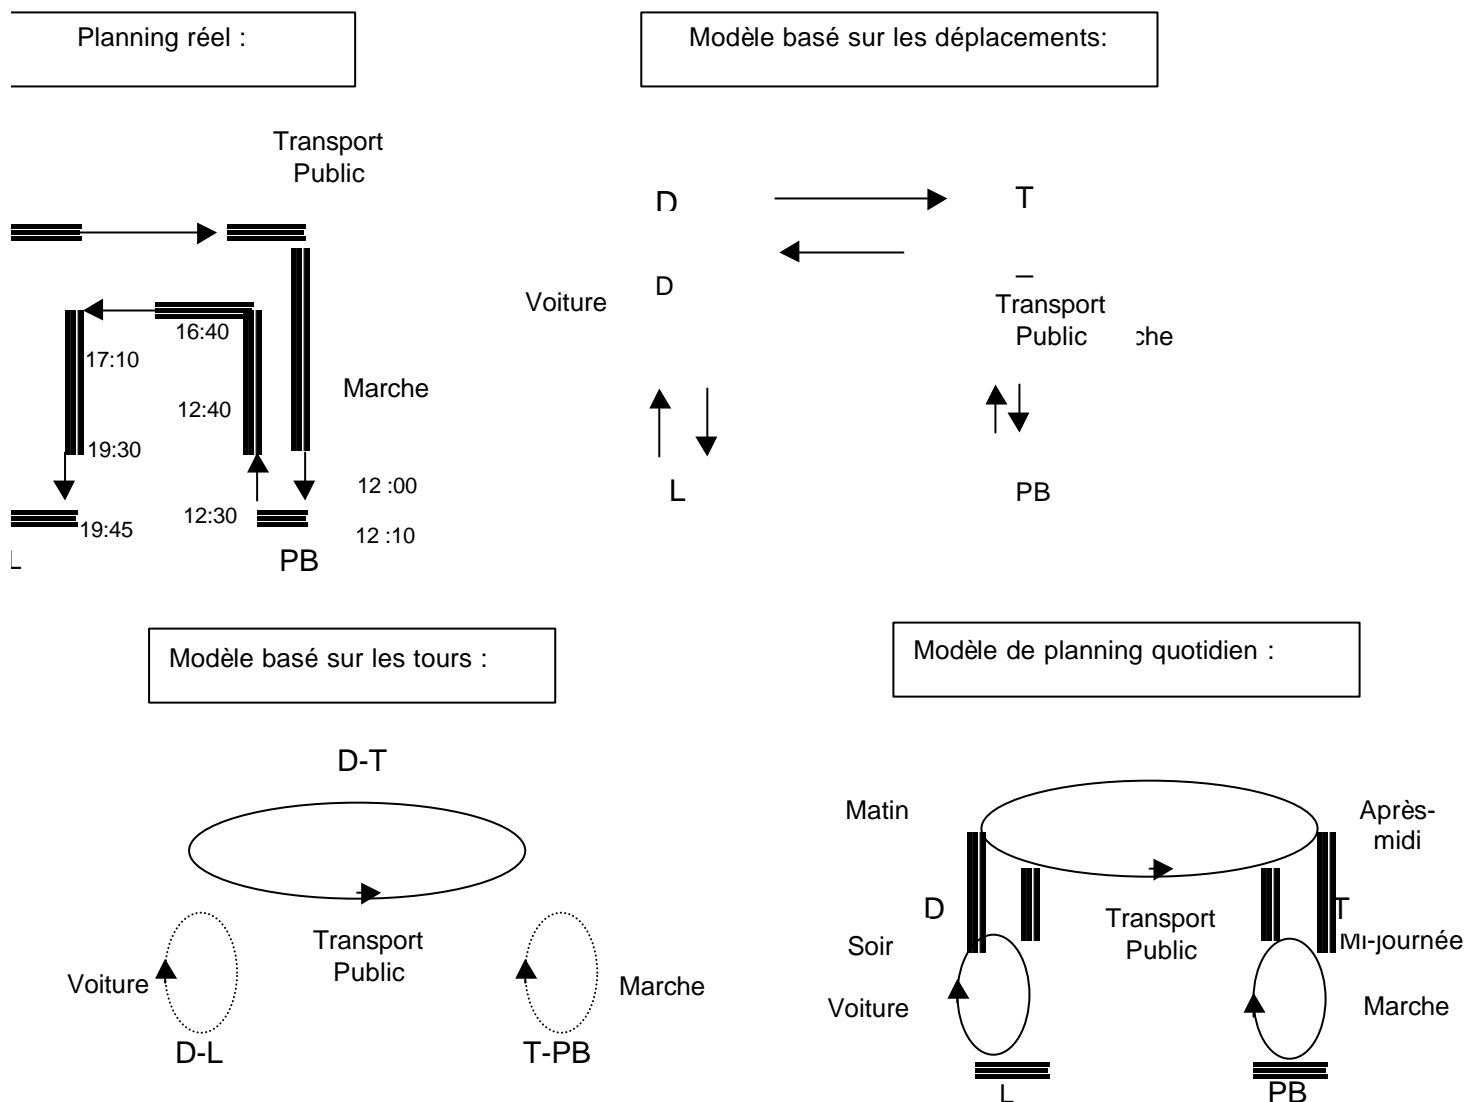 Planning réel :
Modèle basé sur les déplacements:
Transport
Public
D
T
D
Voiture
Transport
Public
16:40
17:10
Marche
12:40
19:30
12 :00
L
PB
12:30
19:45
12 :10
L
PB
Modèle basé sur les tours :
Modèle de planning quotidien :
D-T
Matin
Après-
midi
D
T
Transport
Public
Transport
Public
Soir
Mi-journée
Voiture
Marche
Voiture
Marche
D-L
T-PB
L
PB